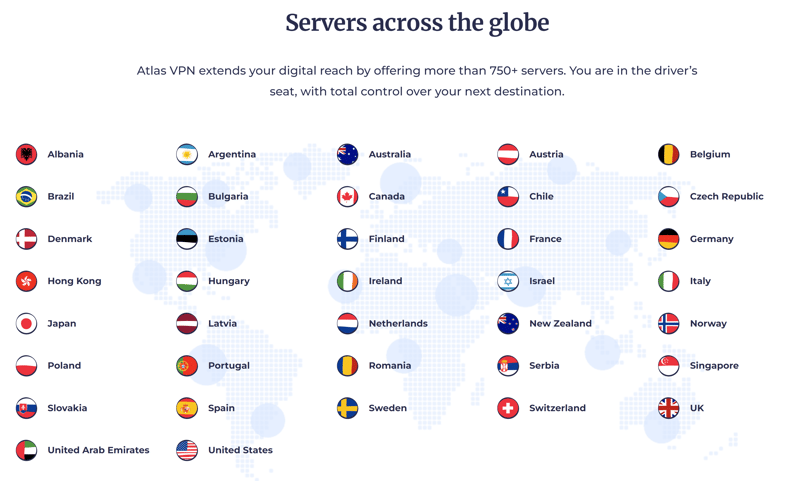 Servers across the globe
Atlas VPN extends your digital reach by offering more than 750+ servers. You are in the driver's
seat, with total control over your next destination.
Albania Argentina Australia Austria Belgium
Brazil Bulgaria Canada Chile Czech Republic
Denmark Estonia Finland France Germany
Hong Kong Hungary Ireland Israel Italy
Japan Latvia Netherlands New Zealand Norway
Poland Portugal Romania Serbia Singapore
Slovakia Spain Sweden Switzerland UK
United Arab Emirates United States